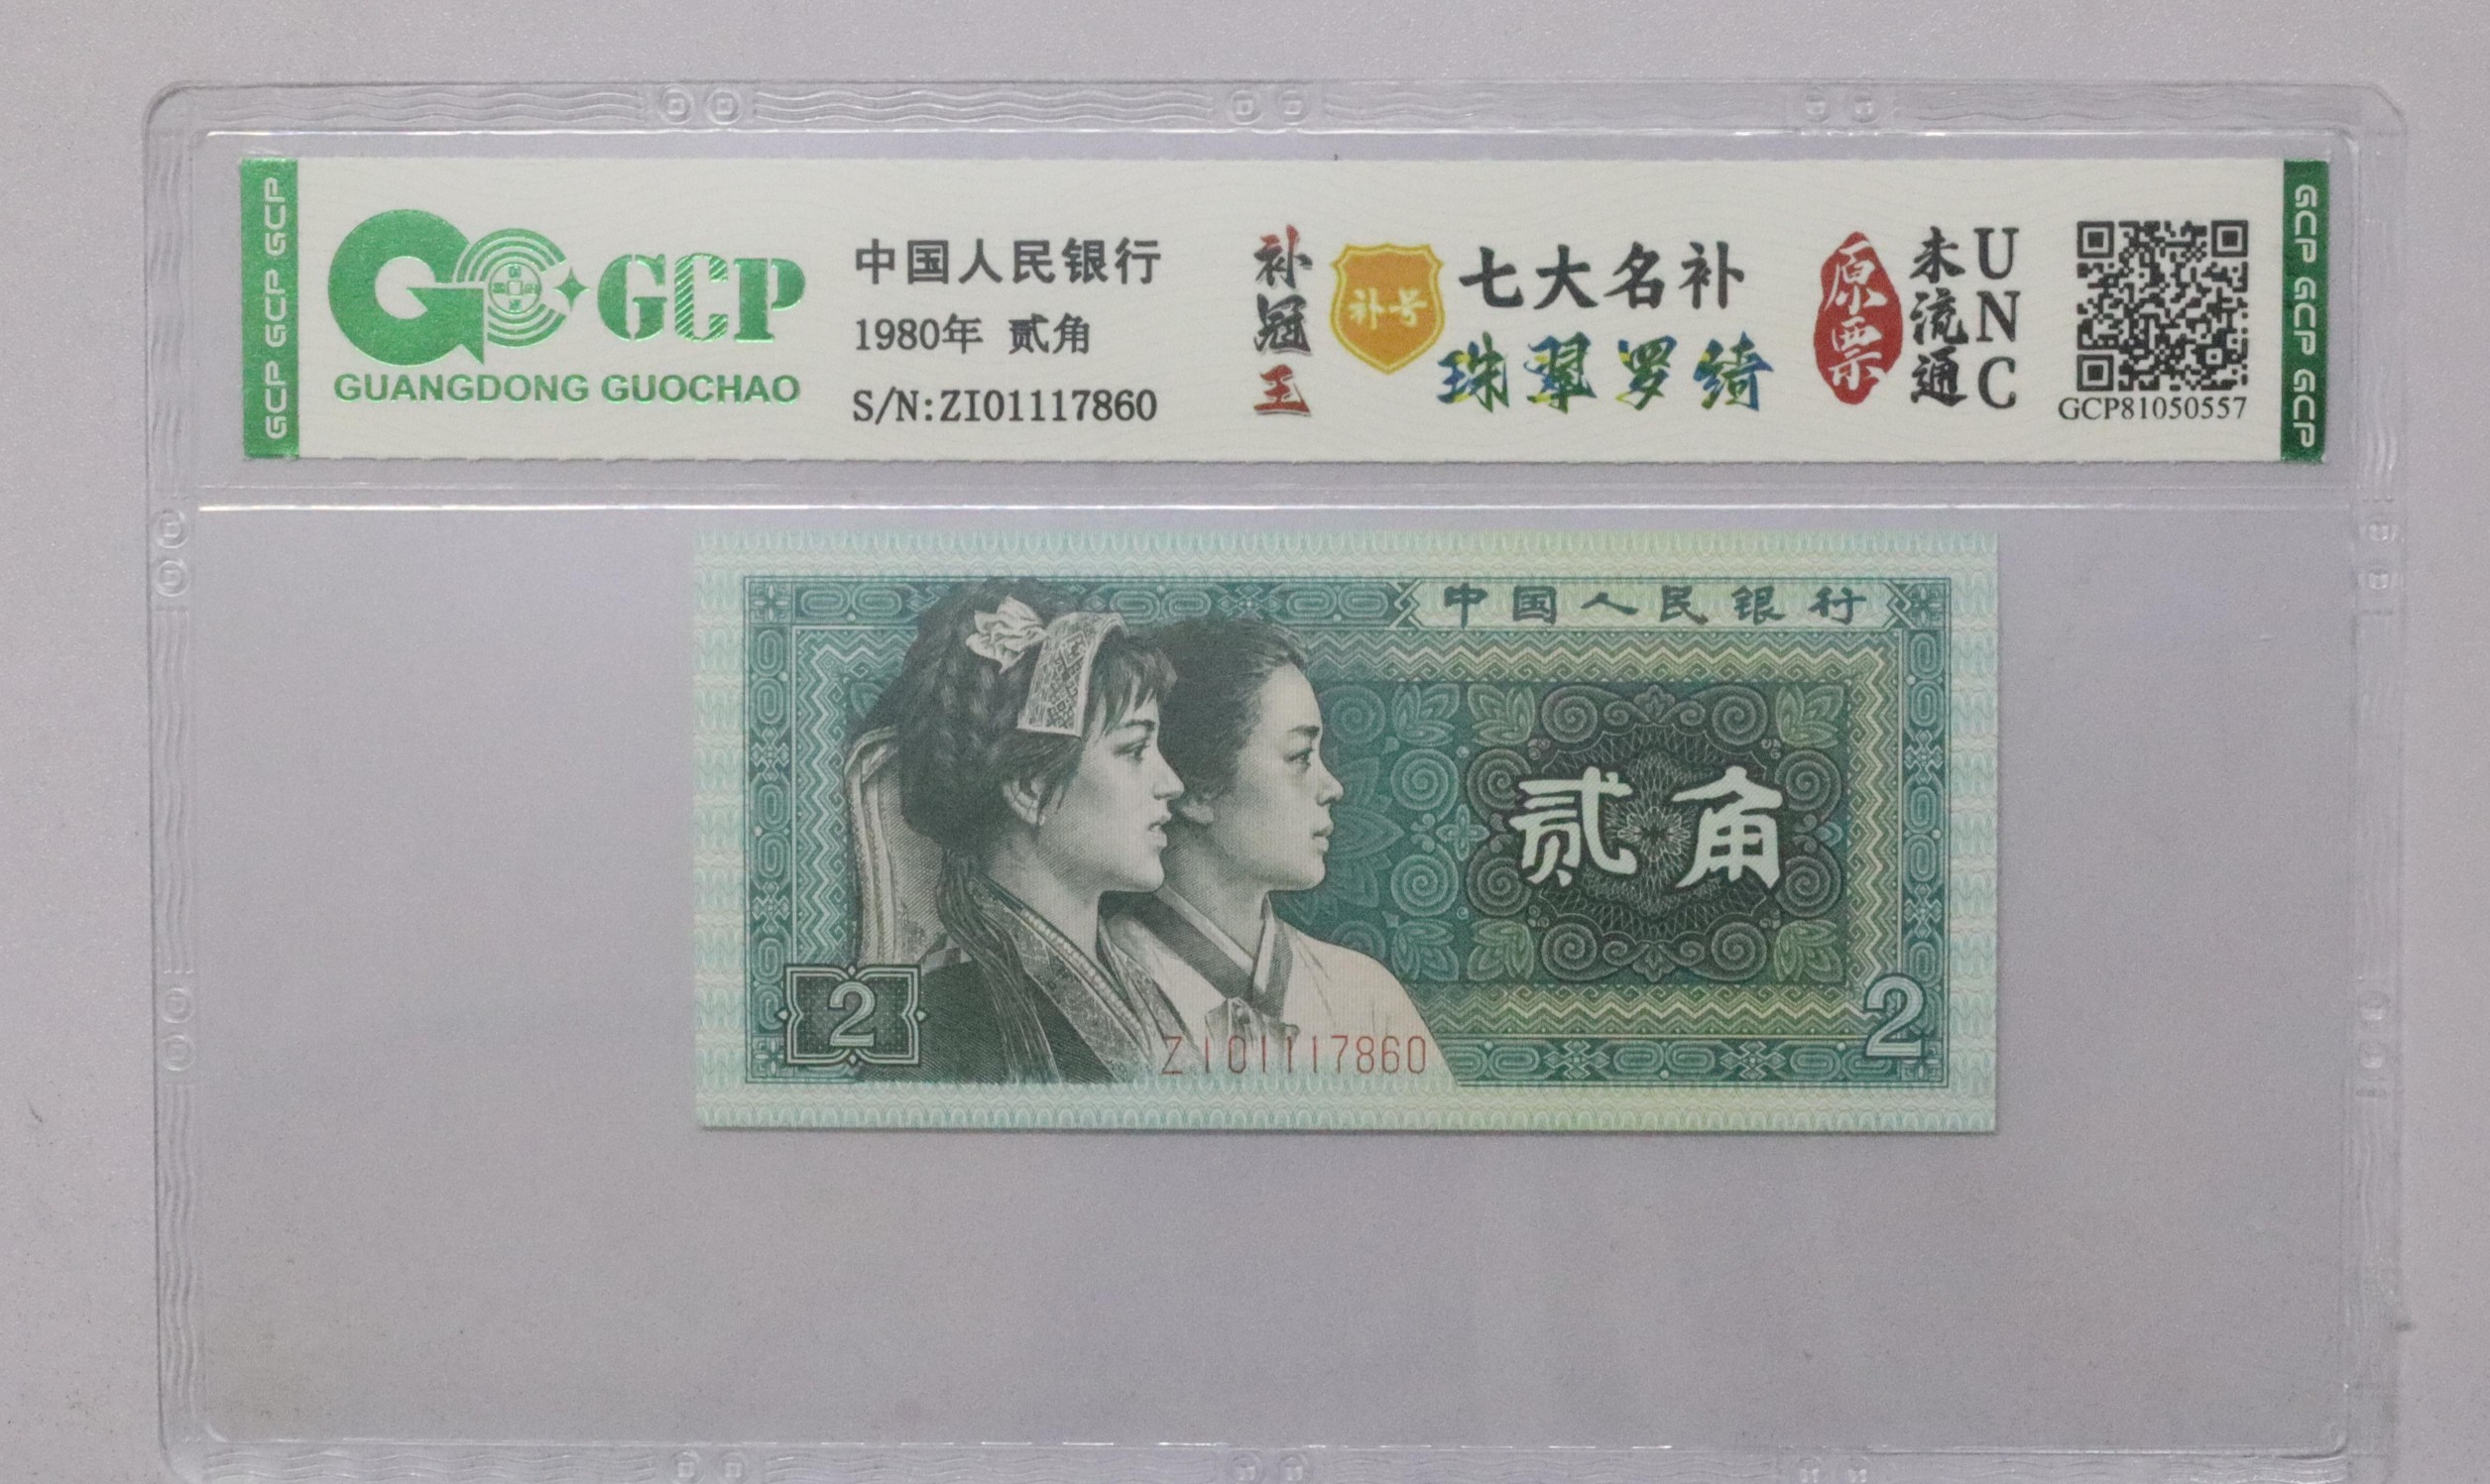 GCP GCP GCP
GCP
GUANGDONG GUOCHAO
中国人民银行
1980年 贰角
S/N:ZI01117860
补冠王
补号
七大名补
珠翠罗绮
原票
未流通
UNC
GCP81050557
GCP GCP GCP
中国人民银行
贰角
2
2
ZI01117860